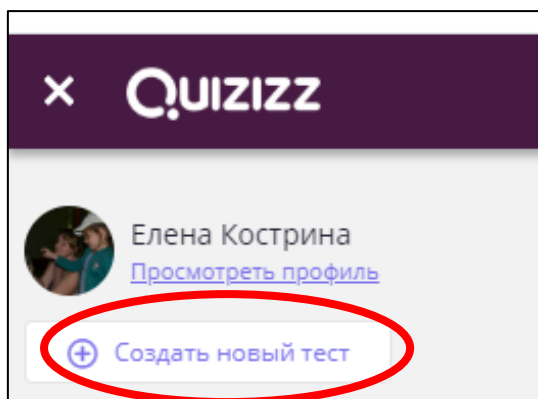 × Quizizz
Елена Кострина
Просмотреть профиль
Создать новый тест